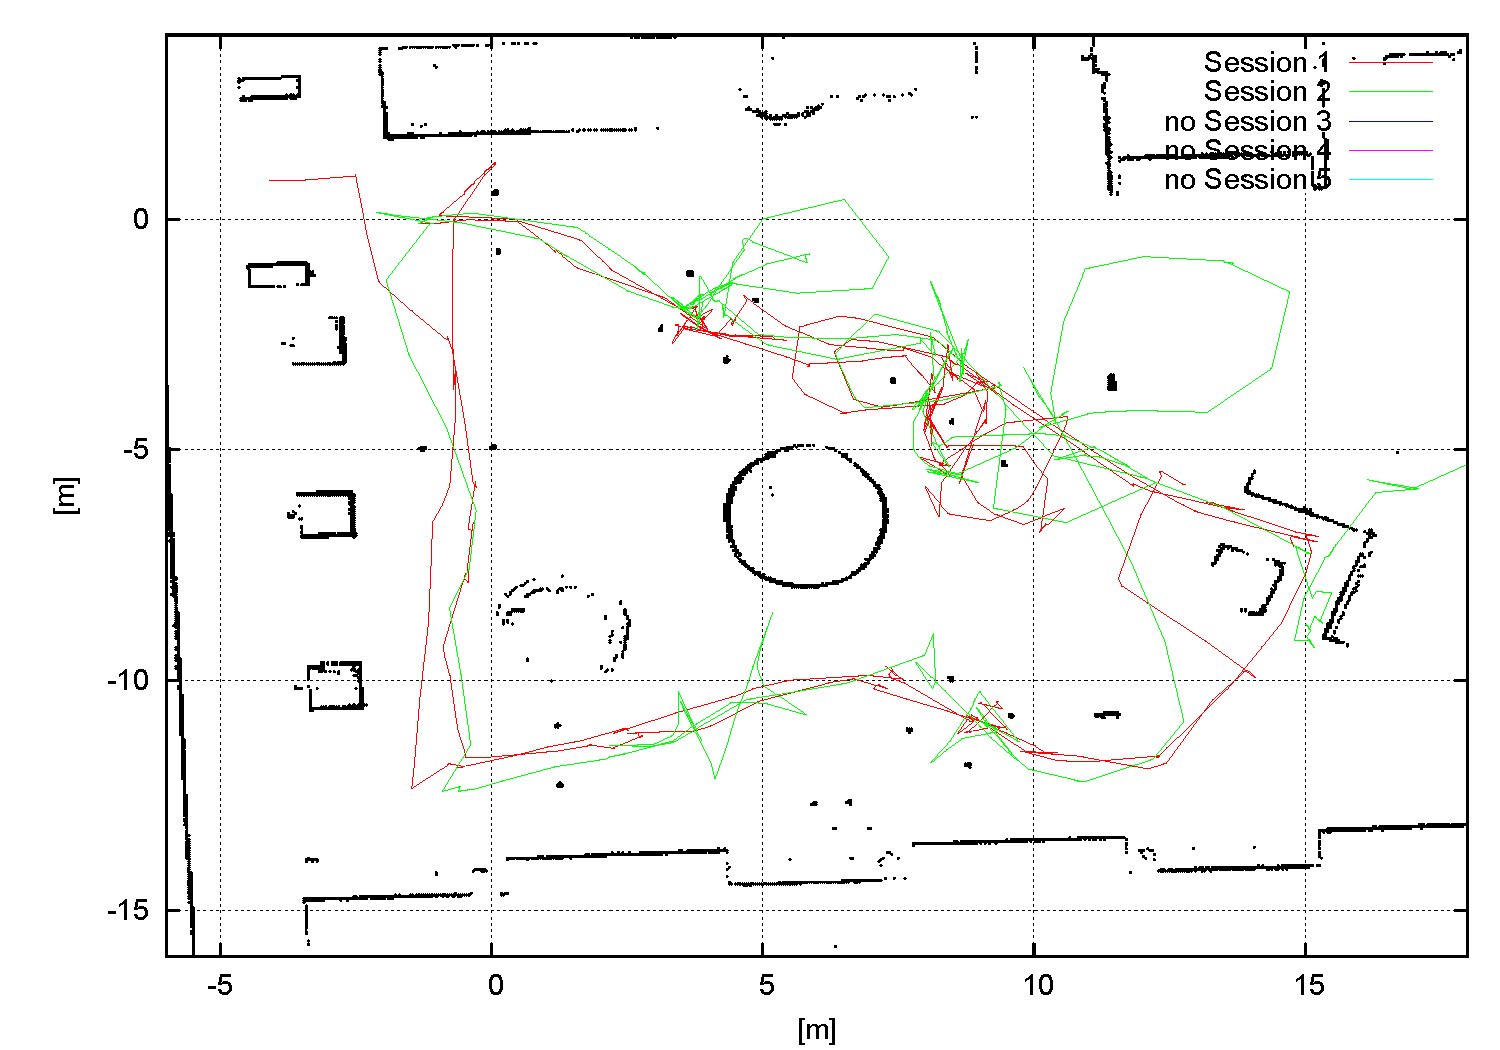 Session 1
Session 2
no Session 3
no Session 4
no Session 5
0
-5
-10
-15
[m]
-5 0 5 10 15
[m]